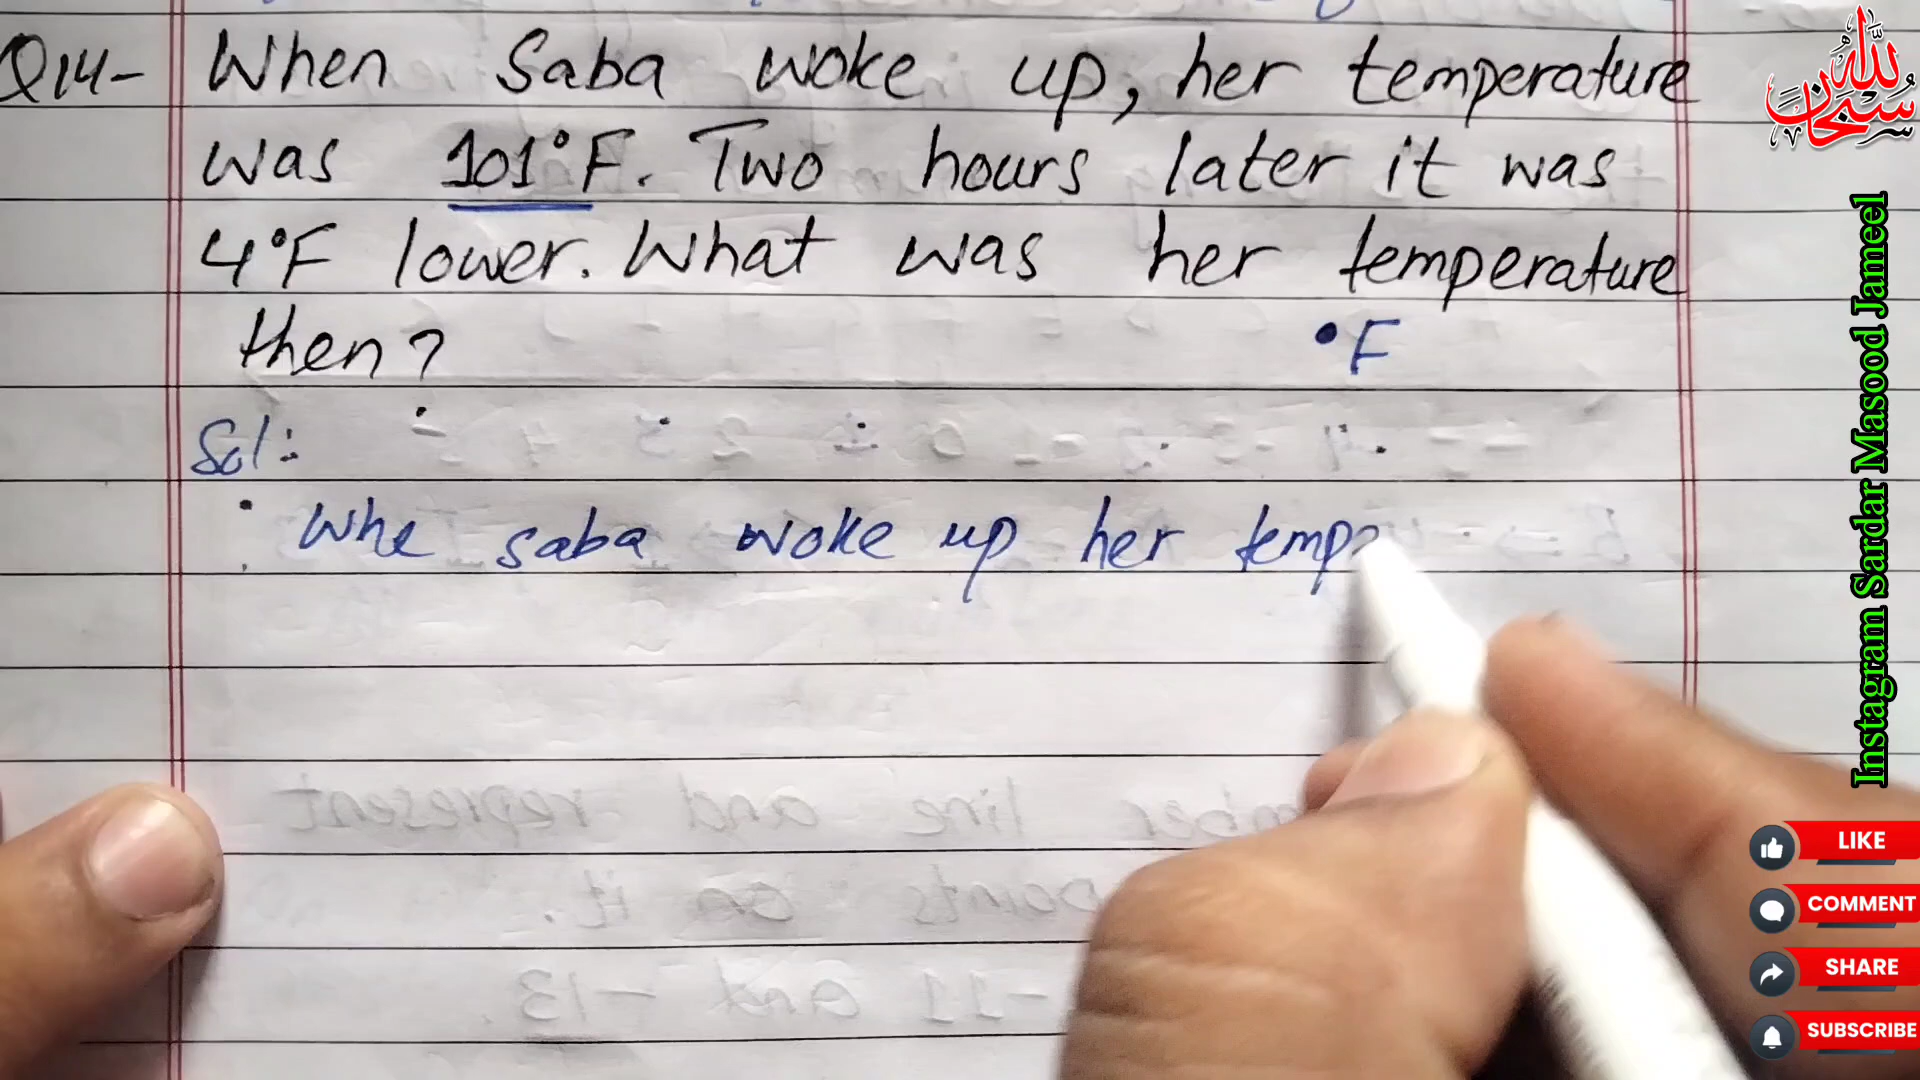 Q14- When Saba woke up, her temperature
was 101°F. Two hours later it was
4°F lower. What was her temperature
then?
°F
Sol:
Whe saba woke up her temp
سبحان الله
Instagram Sardar Masood Jameel
LIKE
COMMENT
SHARE
SUBSCRIBE